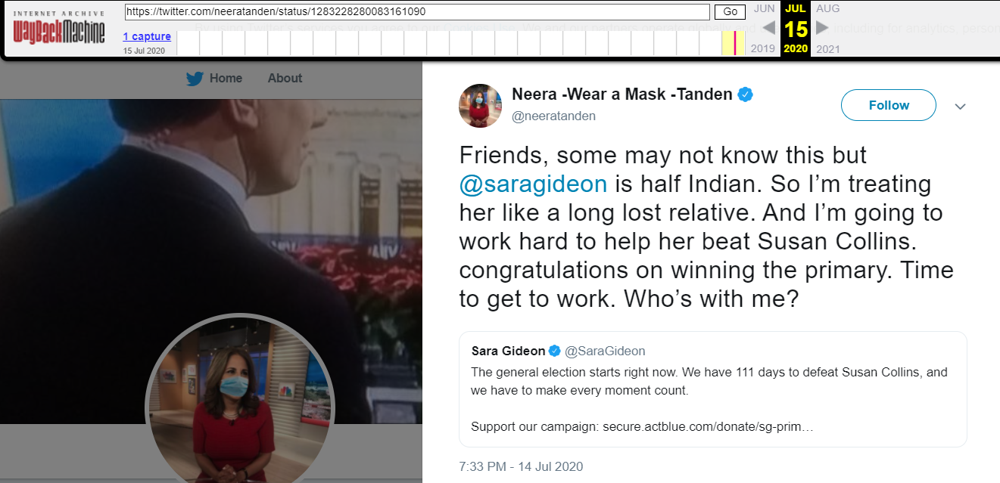 INTERNET ARCHIVE
WayBackMachine
https://twitter.com/neeratanden/status/1283228280083161090
Go
JUN
JUL
AUG
1 capture
15 Jul 2020
15
2019
2020
2021
Home
About
Neera -Wear a Mask -Tanden
@neeratanden
Follow
Friends, some may not know this but
@saragideon is half Indian. So I’m treating
her like a long lost relative. And I’m going to
work hard to help her beat Susan Collins.
congratulations on winning the primary. Time
to get to work. Who’s with me?
Sara Gideon @SaraGideon
The general election starts right now. We have 111 days to defeat Susan Collins, and
we have to make every moment count.
Support our campaign: secure.actblue.com/donate/sg-prim…
7:33 PM - 14 Jul 2020